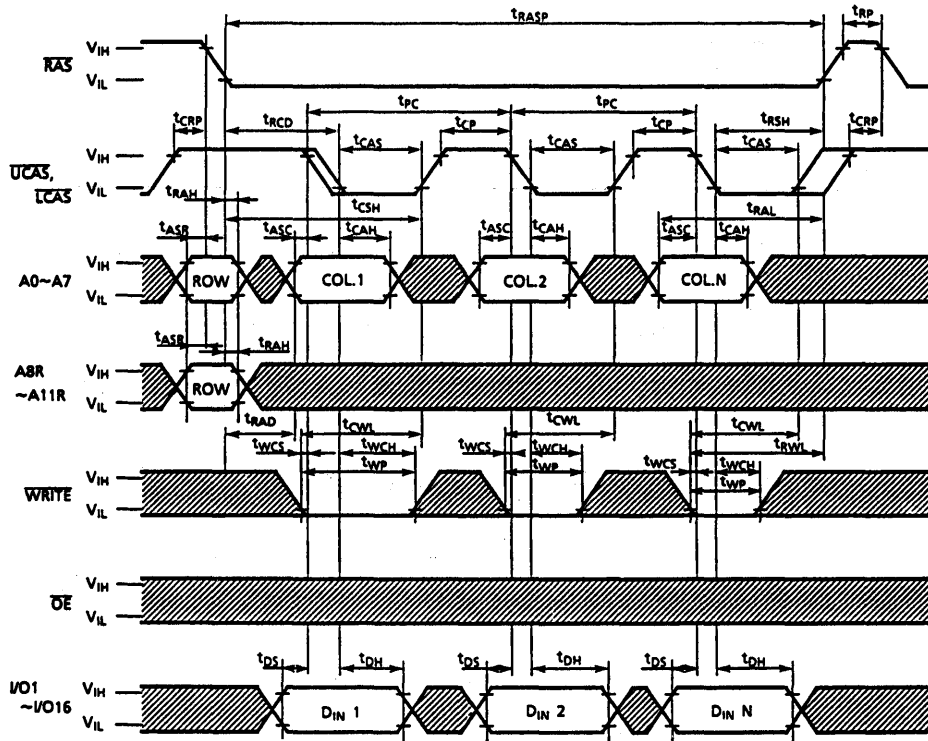 tRASP
tRP
RAS
VIH
VIL
tPC
tPC
tCRP
tRCD
tCP
tCP
tRSH
tCRP
tCAS
tCAS
tCAS
UCAS,
LCAS
VIH
VIL
tRAH
tCSH
tRAL
tASR
tASC
tCAH
tASC
tCAH
tASC
tCAH
A0~A7
VIH
VIL
ROW
COL.1
COL.2
COL.N
tASR
tRAH
A8R
~A11R
VIH
VIL
ROW
tRAD
tCWL
tCWL
tCWL
tWCS
tWCH
tWCS
tWCH
tRWL
tWP
tWP
tWCS
tWCH
tWP
WRITE
VIH
VIL
OE
VIH
VIL
tDS
tDH
tDS
tDH
tDS
tDH
I/O1
~I/O16
VIH
VIL
DIN 1
DIN 2
DIN N